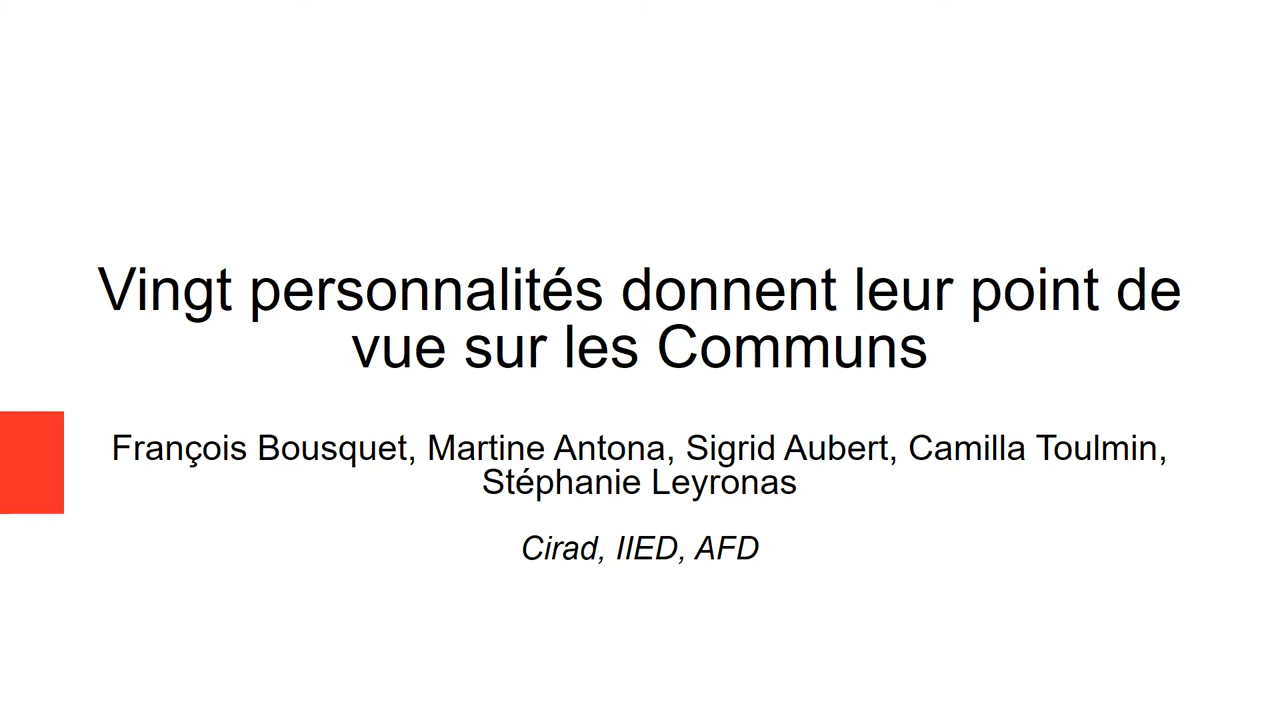 Vingt personnalités donnent leur point de
vue sur les Communs
François Bousquet, Martine Antona, Sigrid Aubert, Camilla Toulmin,
Stéphanie Leyronas
Cirad, IIED, AFD